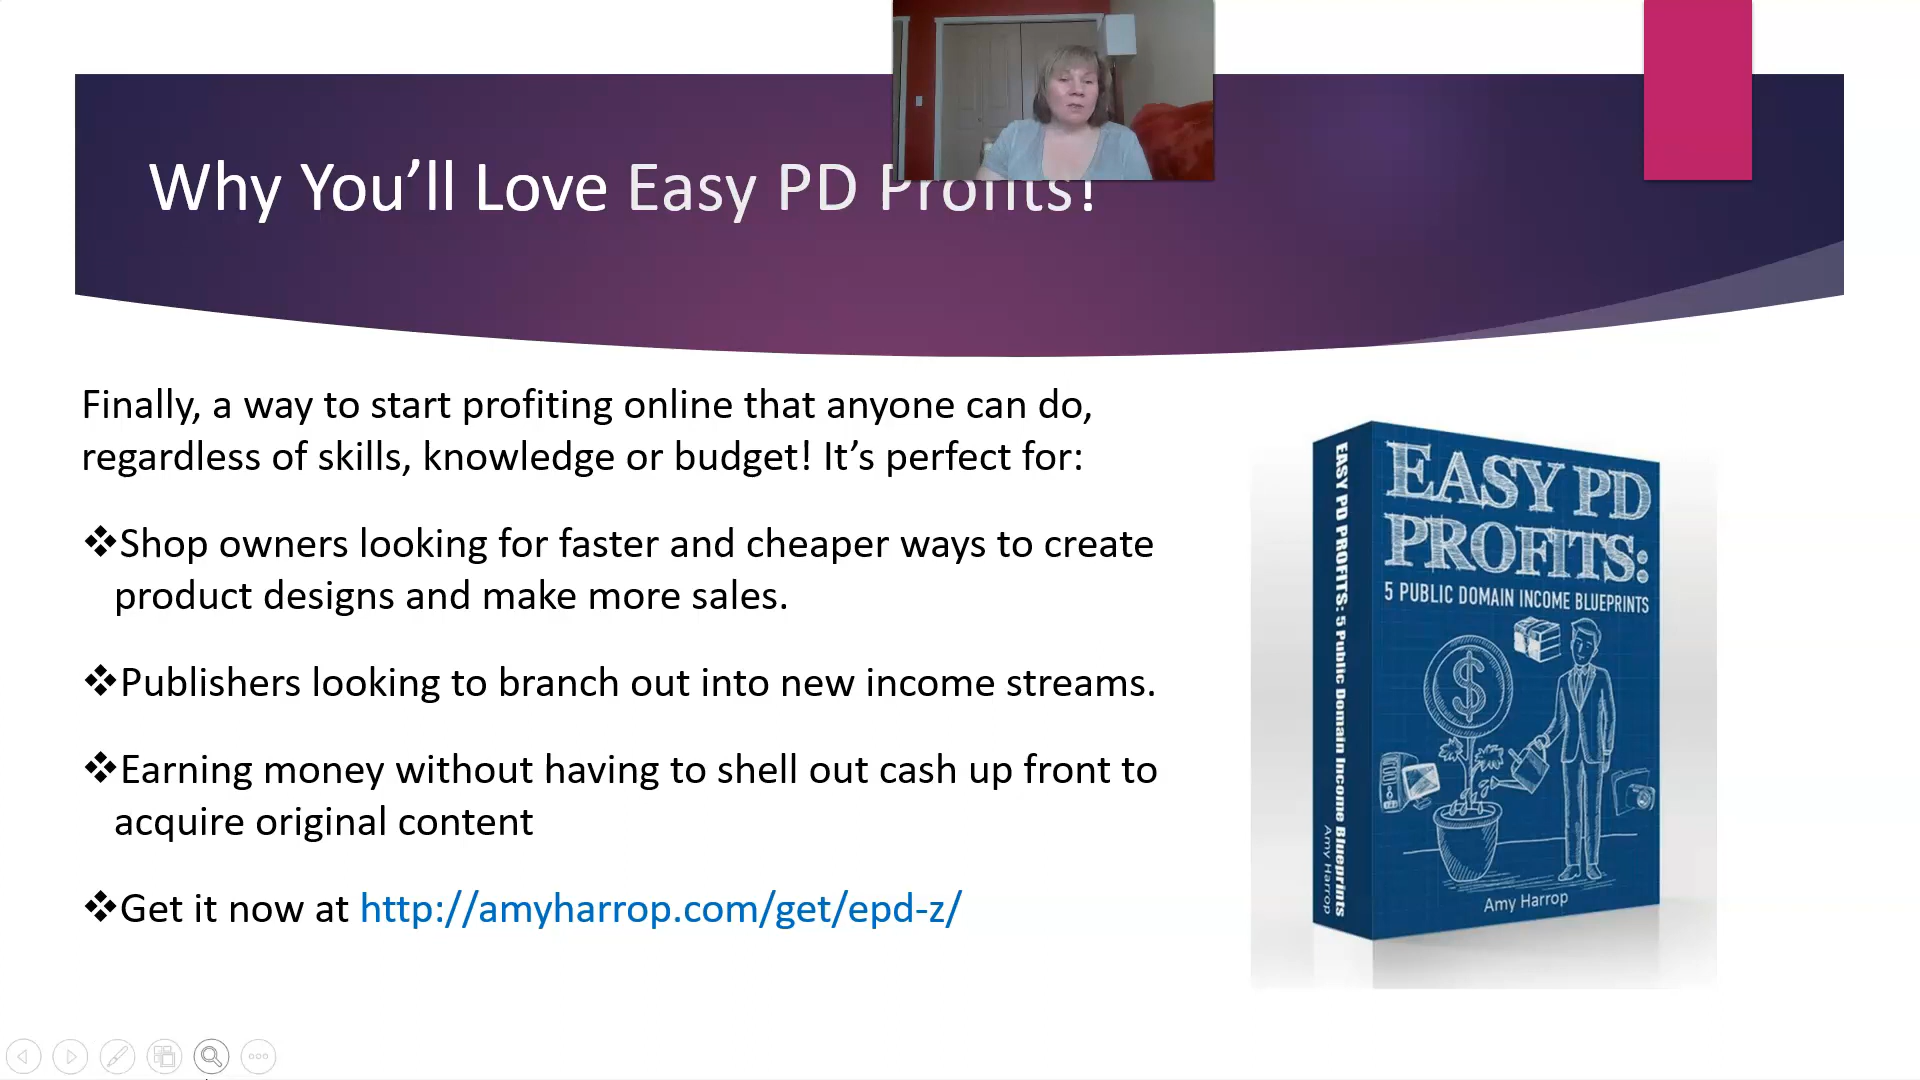 Why You’ll Love Easy PD Profits!
Finally, a way to start profiting online that anyone can do,
regardless of skills, knowledge or budget! It’s perfect for:
❖Shop owners looking for faster and cheaper ways to create
product designs and make more sales.
❖Publishers looking to branch out into new income streams.
❖Earning money without having to shell out cash up front to
acquire original content
❖Get it now at http://amyharrop.com/get/epd-z/
EASY PD PROFITS: 5 Public Domain Income Blueprints
Amy Harrop
EASY PD
PROFITS:
5 PUBLIC DOMAIN INCOME BLUEPRINTS
$
Amy Harrop